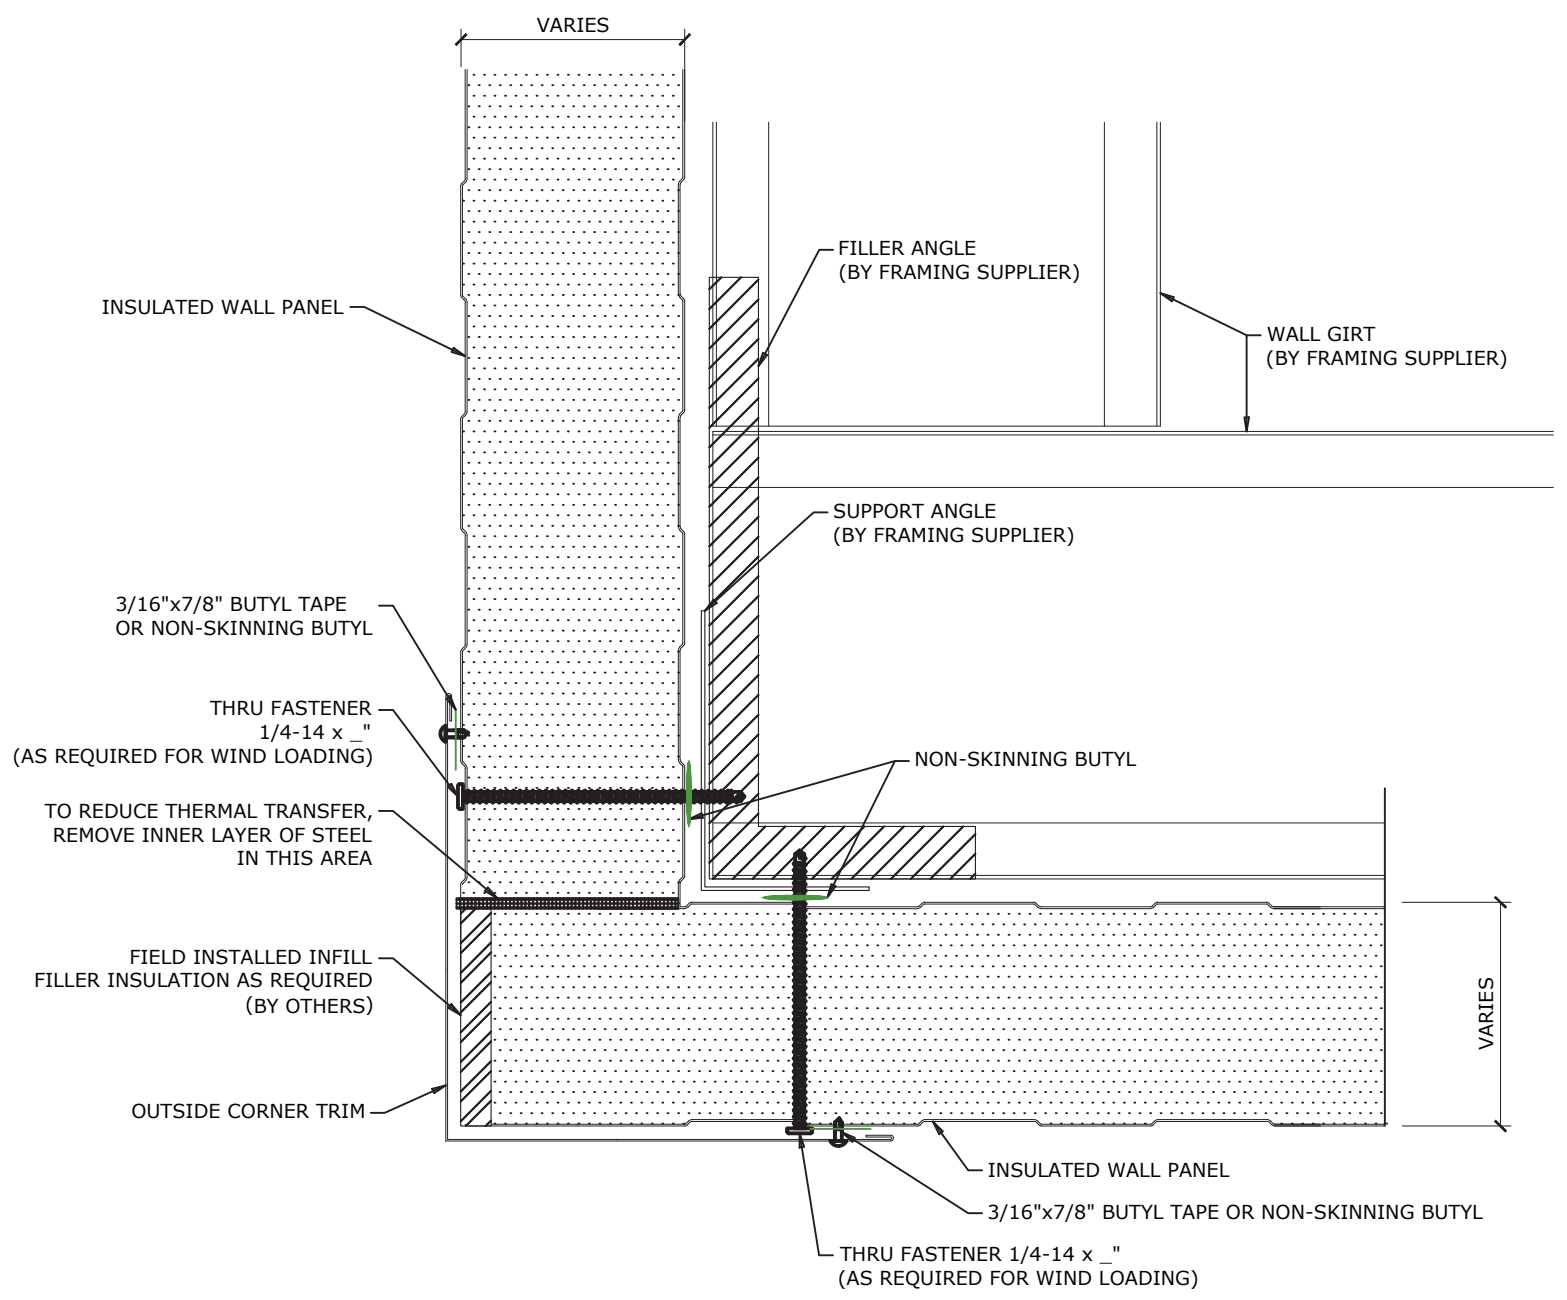 VARIES
FILLER ANGLE
(BY FRAMING SUPPLIER)
INSULATED WALL PANEL
WALL GIRT
(BY FRAMING SUPPLIER)
SUPPORT ANGLE
(BY FRAMING SUPPLIER)
3/16"x7/8" BUTYL TAPE
OR NON-SKINNING BUTYL
THRU FASTENER
1/4-14 x _"
(AS REQUIRED FOR WIND LOADING)
NON-SKINNING BUTYL
TO REDUCE THERMAL TRANSFER,
REMOVE INNER LAYER OF STEEL
IN THIS AREA
FIELD INSTALLED INFILL
FILLER INSULATION AS REQUIRED
(BY OTHERS)
VARIES
OUTSIDE CORNER TRIM
INSULATED WALL PANEL
3/16"x7/8" BUTYL TAPE OR NON-SKINNING BUTYL
THRU FASTENER 1/4-14 x _"
(AS REQUIRED FOR WIND LOADING)